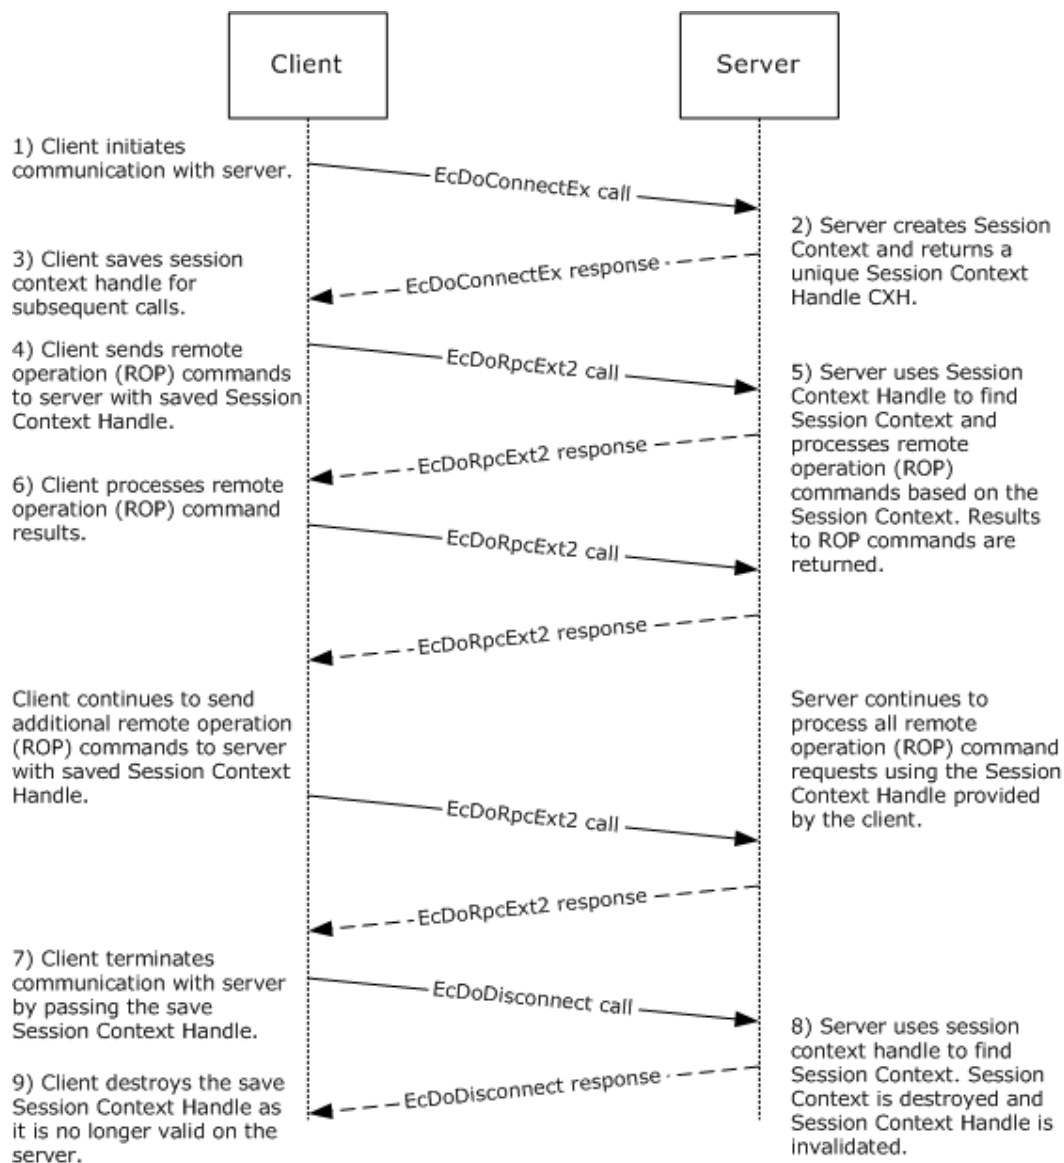 Client
Server
1) Client initiates
communication with server.
EcDoConnectEx call
2) Server creates Session
Context and returns a
unique Session Context
Handle CXH.
EcDoConnectEx response
3) Client saves session
context handle for
subsequent calls.
4) Client sends remote
operation (ROP) commands
to server with saved Session
Context Handle.
EcDoRpcExt2 call
5) Server uses Session
Context Handle to find
Session Context and
processes remote
operation (ROP)
commands based on the
Session Context. Results
to ROP commands are
returned.
EcDoRpcExt2 response
6) Client processes remote
operation (ROP) command
results.
EcDoRpcExt2 call
EcDoRpcExt2 response
Client continues to send
additional remote operation
(ROP) commands to server
with saved Session Context
Handle.
Server continues to
process all remote
operation (ROP) command
requests using the Session
Context Handle provided
by the client.
EcDoRpcExt2 call
EcDoRpcExt2 response
7) Client terminates
communication with server
by passing the save
Session Context Handle.
EcDoDisconnect call
8) Server uses session
context handle to find
Session Context. Session
Context is destroyed and
Session Context Handle is
invalidated.
EcDoDisconnect response
9) Client destroys the save
Session Context Handle as
it is no longer valid on the
server.